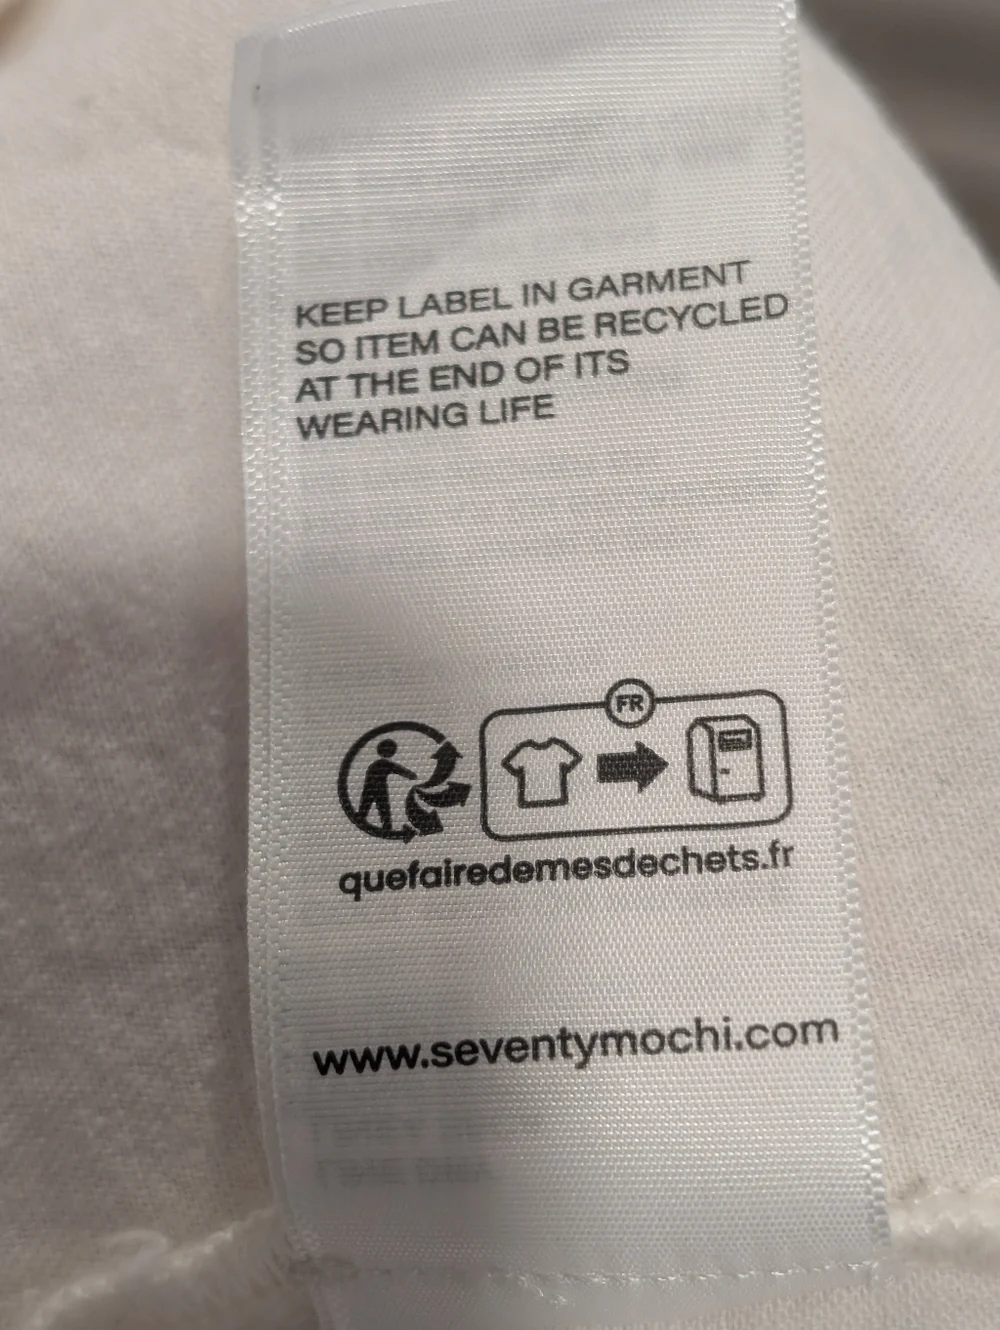 KEEP LABEL IN GARMENT
SO ITEM CAN BE RECYCLED
AT THE END OF ITS
WEARING LIFE
FR
quefairedemesdechets.fr
www.seventymochi.com